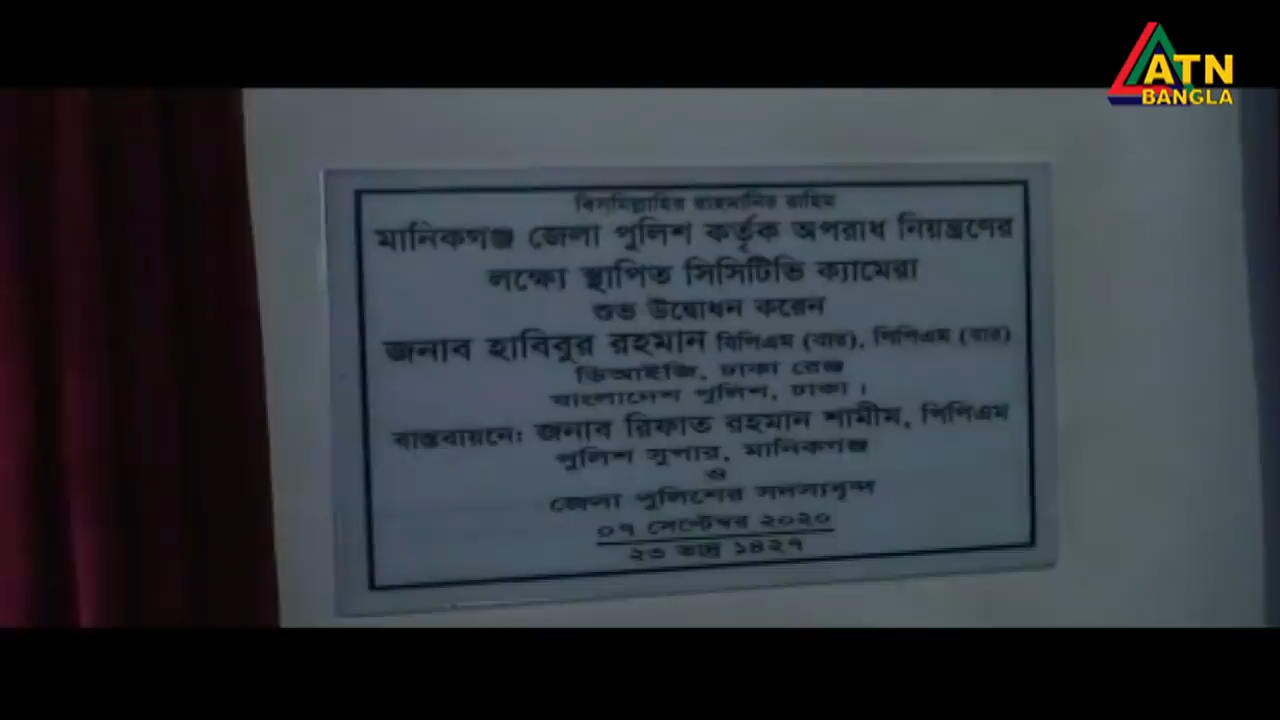 ATN
BANGLA
বিসমিল্লাহির রাহমানির রাহিম
মানিকগঞ্জ জেলা পুলিশ কর্তৃক অপরাধ নিয়ন্ত্রণের
লক্ষ্যে স্থাপিত সিসিটিভি ক্যামেরা
শুভ উদ্বোধন করেন
জনাব হাবিবুর রহমান বিপিএম (বার), পিপিএম (বার)
ডিআইজি, ঢাকা রেঞ্জ
বাংলাদেশ পুলিশ, ঢাকা।
বাস্তবায়নে: জনাব রিফাত রহমান শামীম, পিপিএম
পুলিশ সুপার, মানিকগঞ্জ
ও
জেলা পুলিশের সদস্যবৃন্দ
০৭ সেপ্টেম্বর ২০২০
২৩ ভাদ্র ১৪২৭